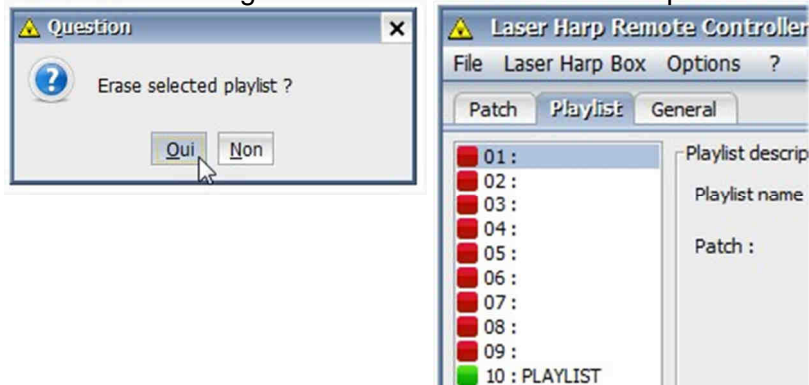 Question
Erase selected playlist ?
Oui
Non
Laser Harp Remote Controller
File Laser Harp Box Options ?
Patch Playlist General
01 :
02 :
03 :
04 :
05 :
06 :
07 :
08 :
09 :
10 : PLAYLIST
Playlist descrip
Playlist name
Patch :